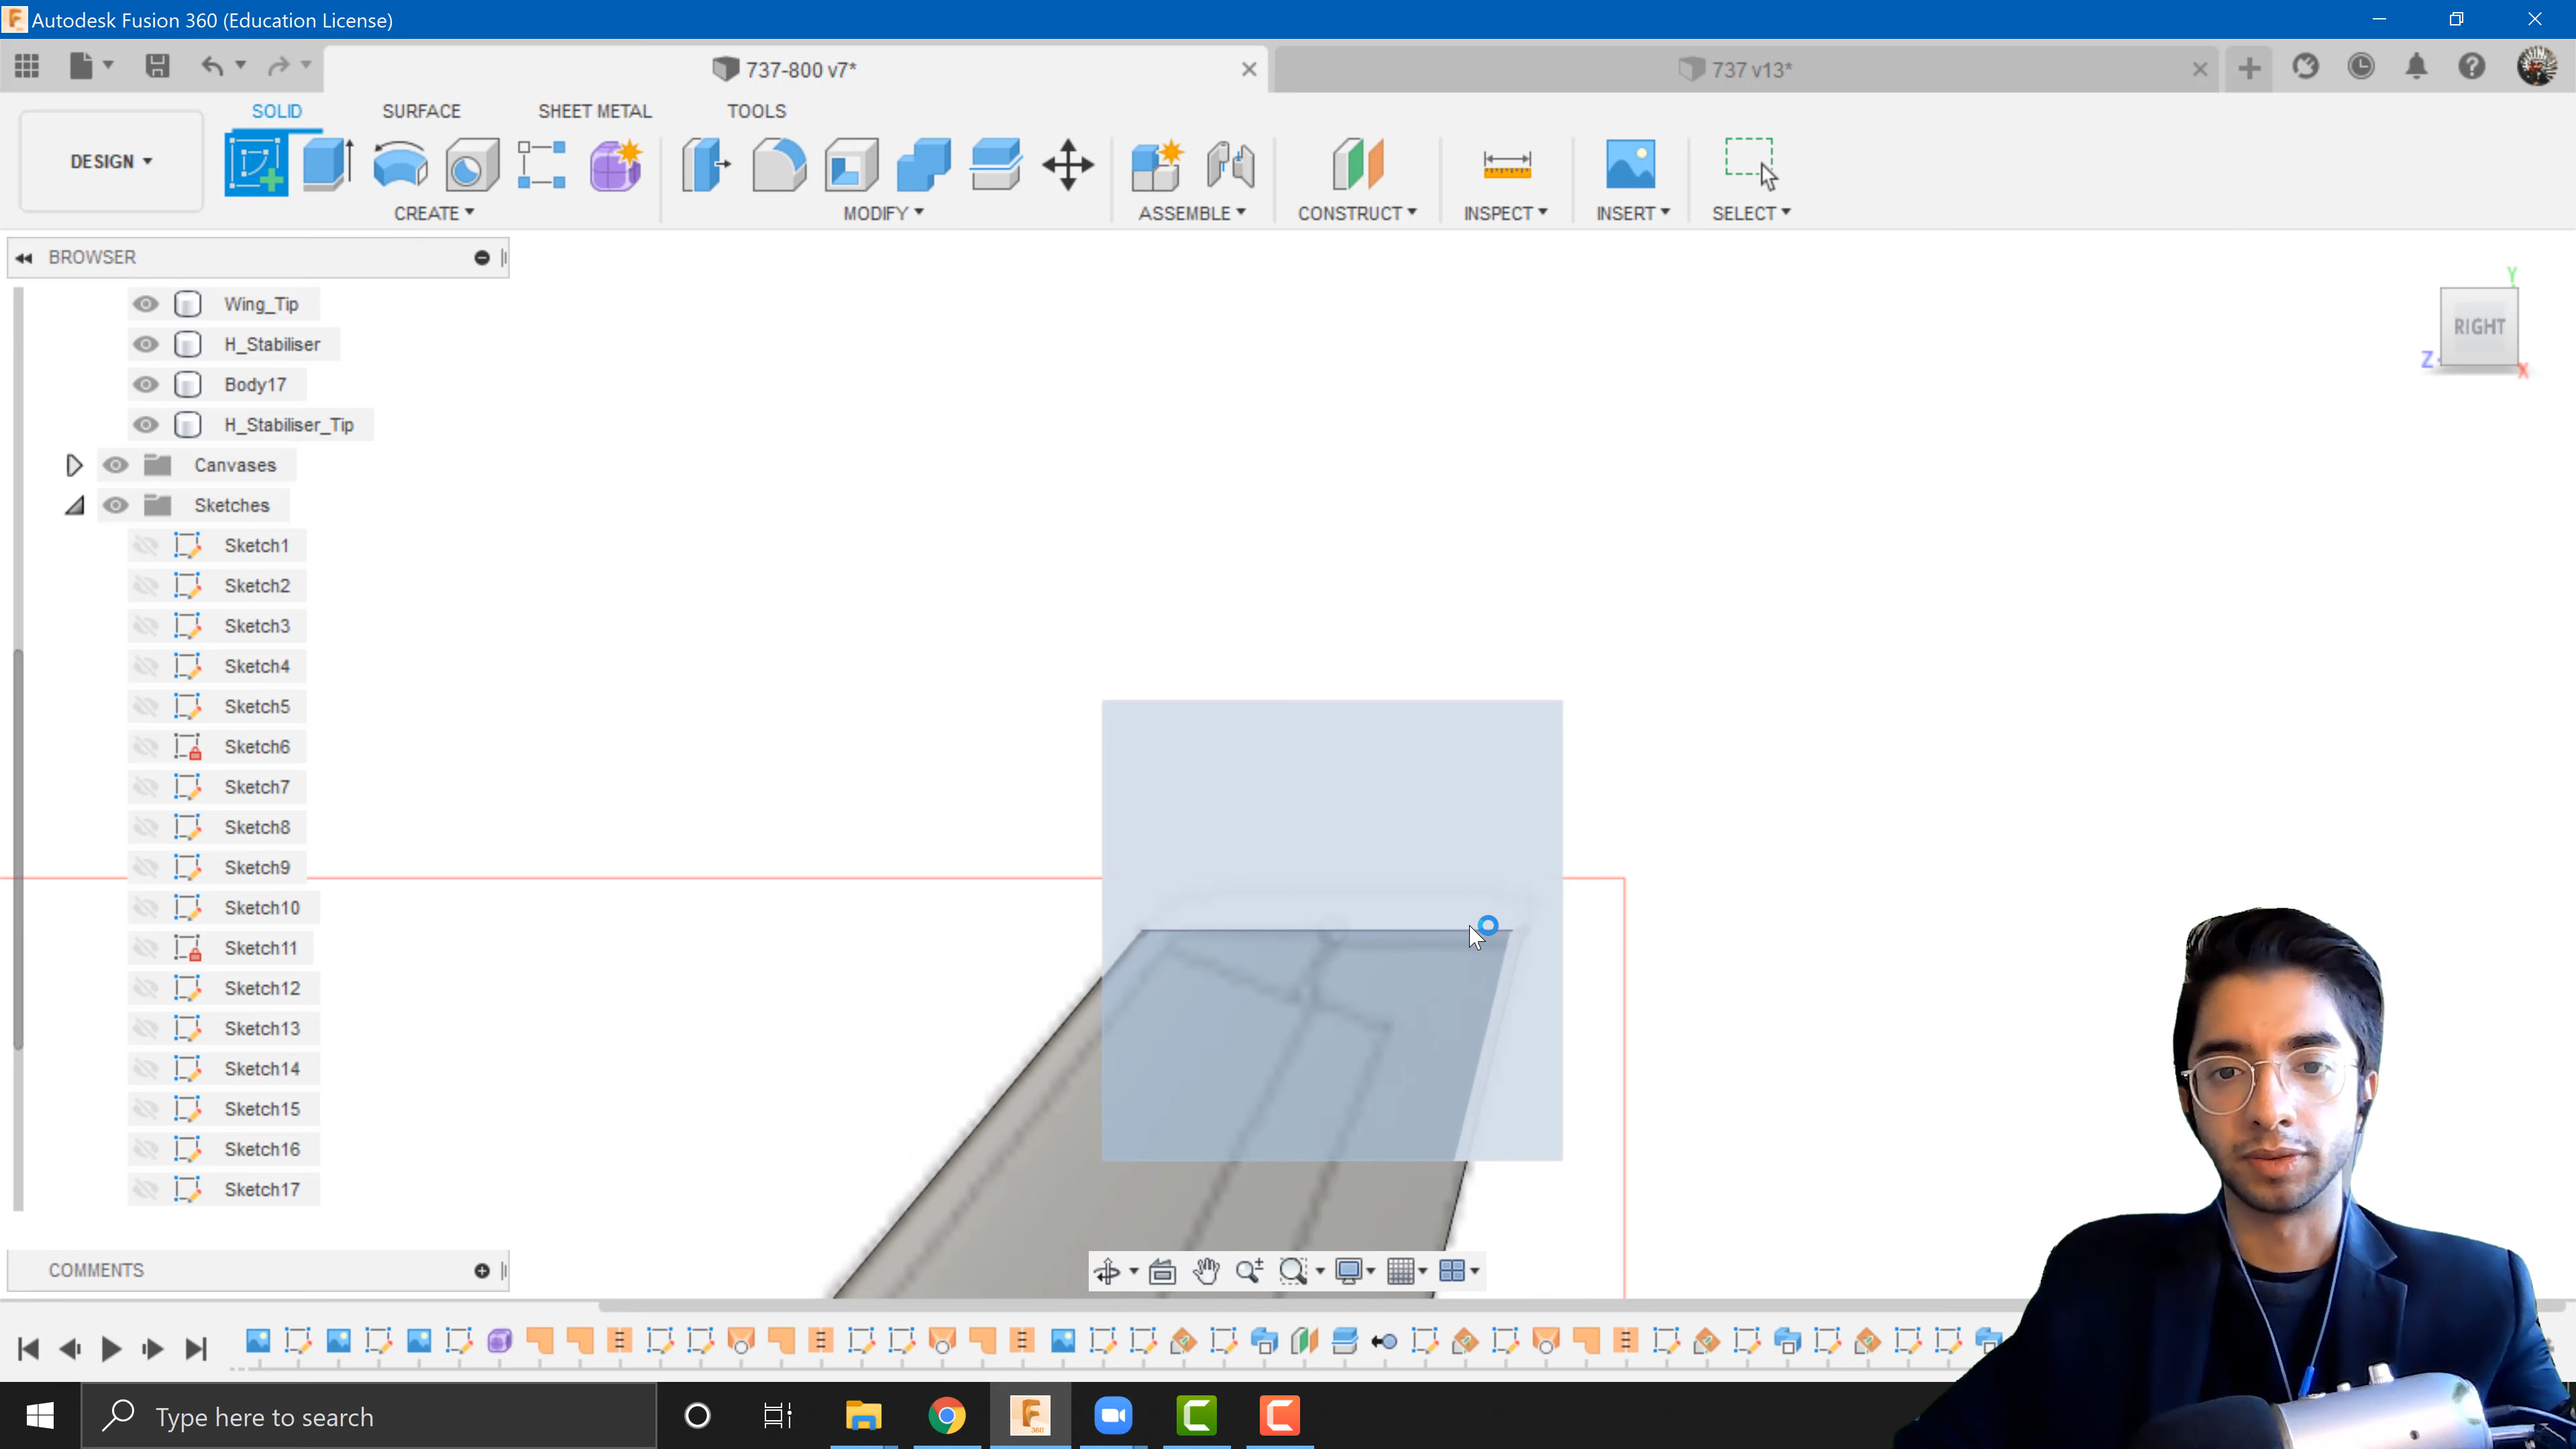 Autodesk Fusion 360 (Education License)
737-800 v7*
737 v13*
SOLID
SURFACE
SHEET METAL
TOOLS
DESIGN
CREATE
MODIFY
ASSEMBLE
CONSTRUCT
INSPECT
INSERT
SELECT
BROWSER
Wing_Tip
H_Stabiliser
Body17
H_Stabiliser_Tip
Canvases
Sketches
Sketch1
Sketch2
Sketch3
Sketch4
Sketch5
Sketch6
Sketch7
Sketch8
Sketch9
Sketch10
Sketch11
Sketch12
Sketch13
Sketch14
Sketch15
Sketch16
Sketch17
Y
RIGHT
Z
X
COMMENTS
Type here to search
F
360